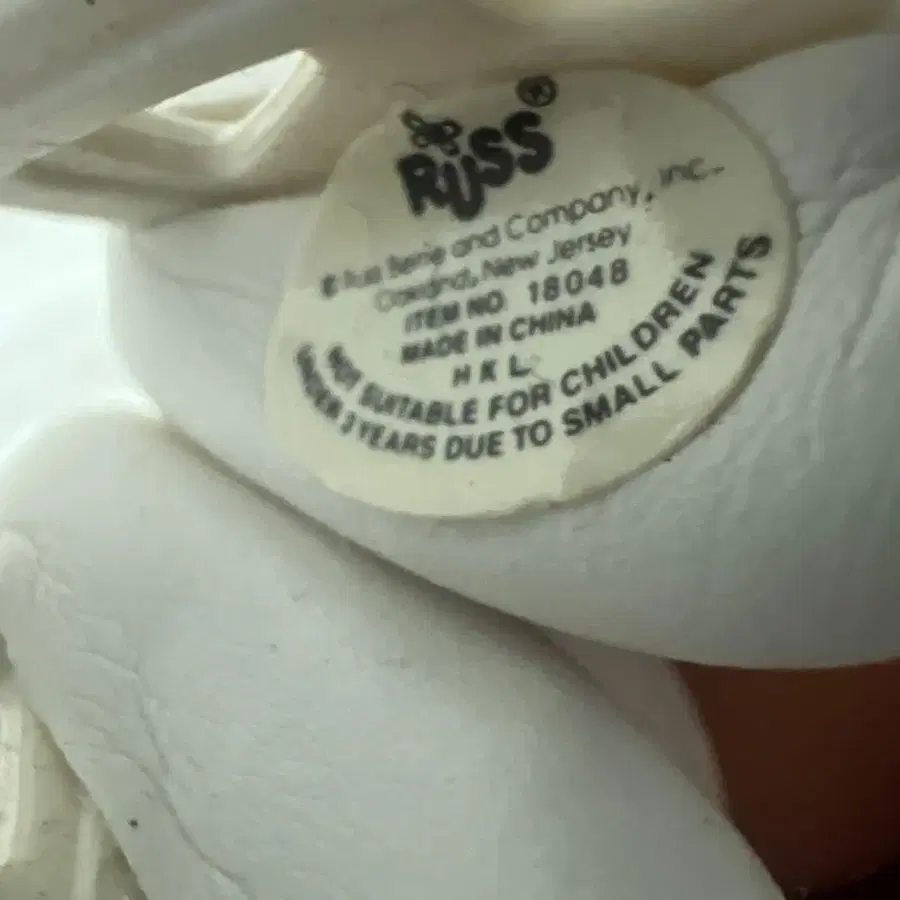 RUSS®
© Russ Berrie and Company, Inc.
Oakland, New Jersey
ITEM NO. 18048
MADE IN CHINA
H K L
NOT SUITABLE FOR CHILDREN
UNDER 3 YEARS DUE TO SMALL PARTS